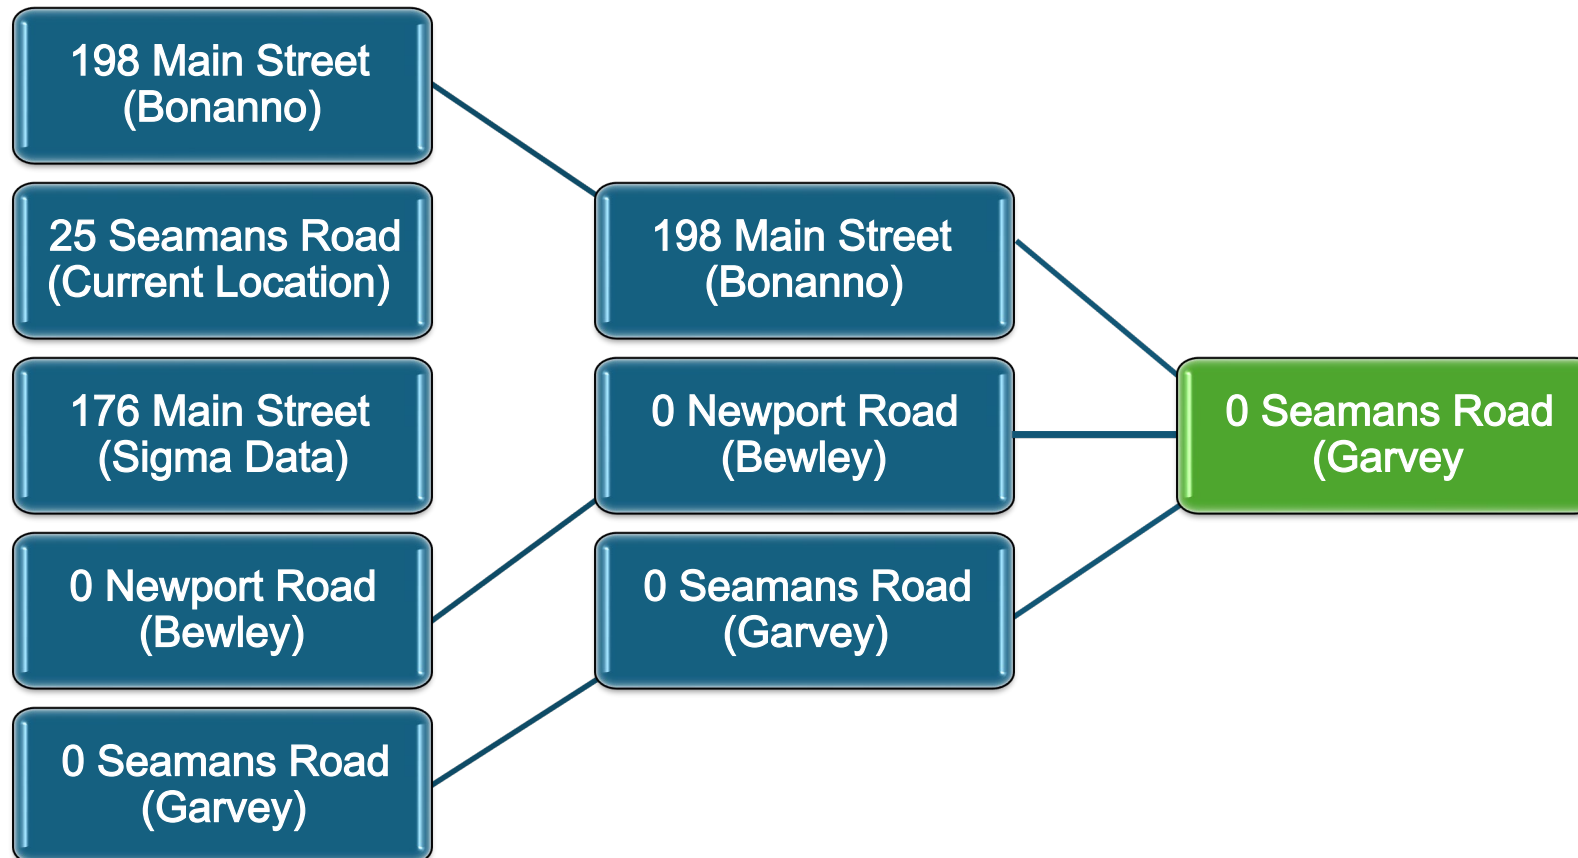 198 Main Street
(Bonanno)
25 Seamans Road
(Current Location)
176 Main Street
(Sigma Data)
0 Newport Road
(Bewley)
0 Seamans Road
(Garvey)
198 Main Street
(Bonanno)
0 Newport Road
(Bewley)
0 Seamans Road
(Garvey)
0 Seamans Road
(Garvey